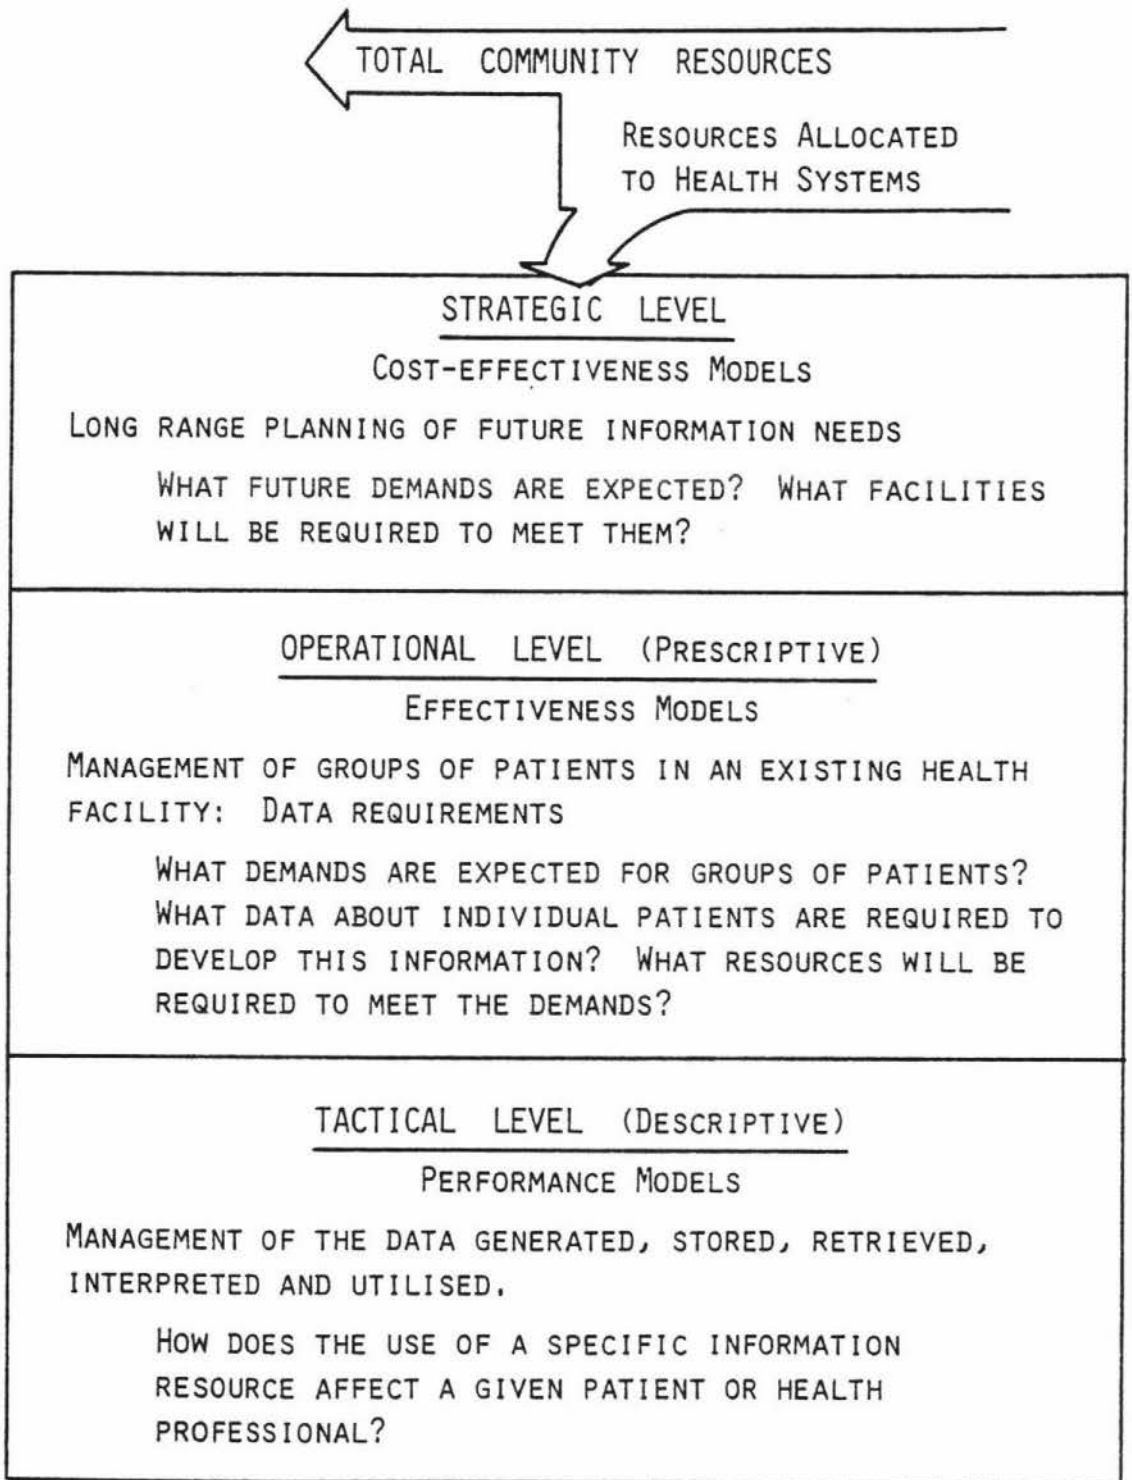 TOTAL COMMUNITY RESOURCES
RESOURCES ALLOCATED
TO HEALTH SYSTEMS
STRATEGIC LEVEL
COST-EFFECTIVENESS MODELS
LONG RANGE PLANNING OF FUTURE INFORMATION NEEDS
WHAT FUTURE DEMANDS ARE EXPECTED? WHAT FACILITIES
WILL BE REQUIRED TO MEET THEM?
OPERATIONAL LEVEL (PRESCRIPTIVE)
EFFECTIVENESS MODELS
MANAGEMENT OF GROUPS OF PATIENTS IN AN EXISTING HEALTH
FACILITY: DATA REQUIREMENTS
WHAT DEMANDS ARE EXPECTED FOR GROUPS OF PATIENTS?
WHAT DATA ABOUT INDIVIDUAL PATIENTS ARE REQUIRED TO
DEVELOP THIS INFORMATION? WHAT RESOURCES WILL BE
REQUIRED TO MEET THE DEMANDS?
TACTICAL LEVEL (DESCRIPTIVE)
PERFORMANCE MODELS
MANAGEMENT OF THE DATA GENERATED, STORED, RETRIEVED,
INTERPRETED AND UTILISED.
HOW DOES THE USE OF A SPECIFIC INFORMATION
RESOURCE AFFECT A GIVEN PATIENT OR HEALTH
PROFESSIONAL?